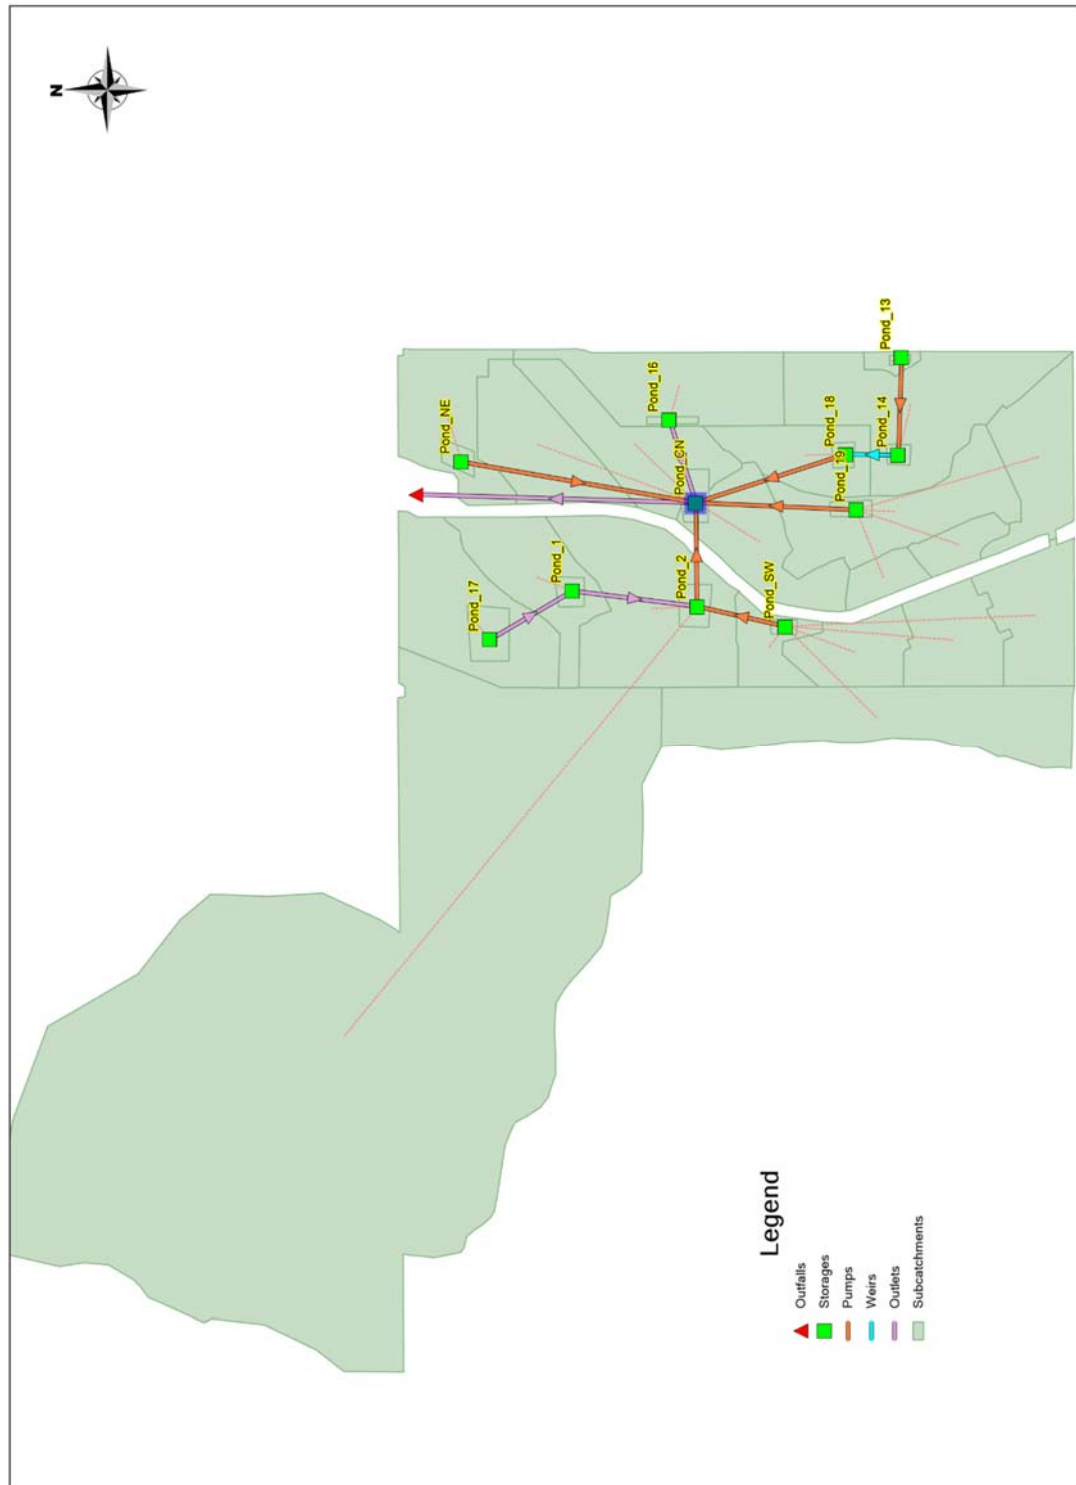 N
Pond_NE
Pond_17
Pond_1
Pond_16
Pond_CN
Pond_2
Pond_SW
Pond_13
Pond_18
Pond_14
Pond_19
Legend
Outfalls
Storages
Pumps
Weirs
Outlets
Subcatchments